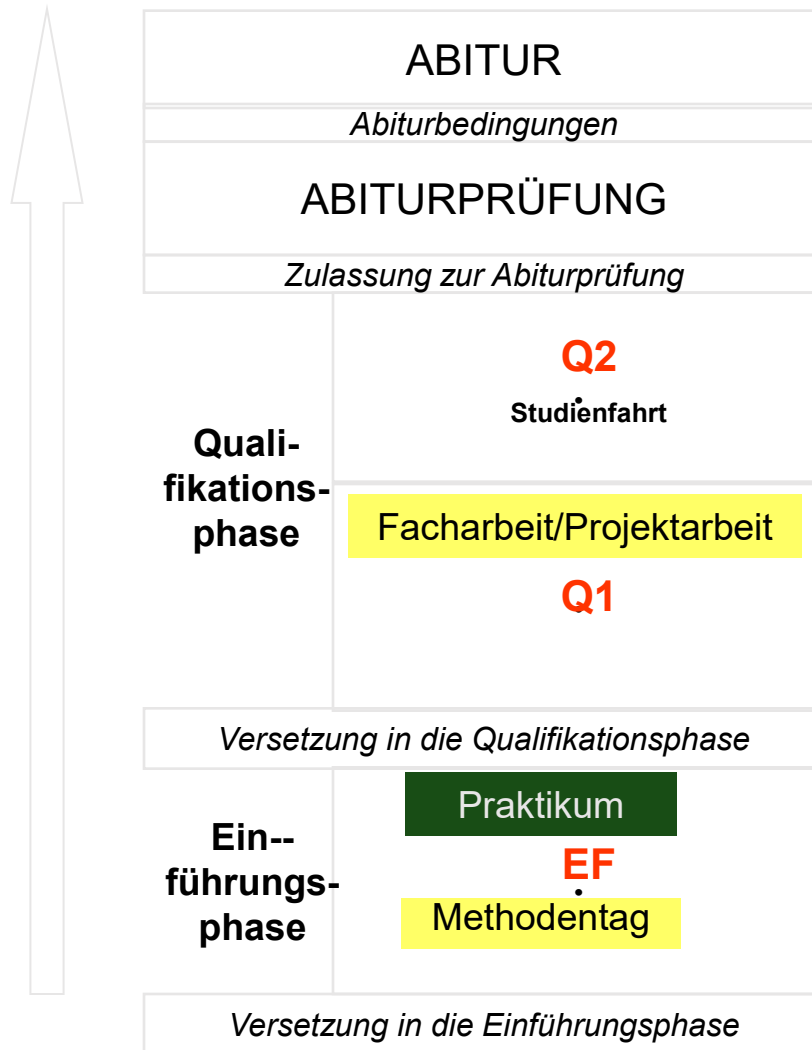 ABITUR
Abiturbedingungen
ABITURPRÜFUNG
Zulassung zur Abiturprüfung
Quali-
fikations-
phase
Q2
Studienfahrt
Facharbeit/Projektarbeit
Q1
Versetzung in die Qualifikationsphase
Ein--
führungs-
phase
Praktikum
EF
Methodentag
Versetzung in die Einführungsphase